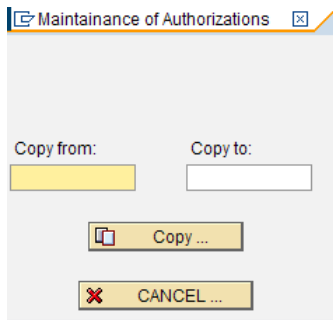 Maintainance of Authorizations
Copy from: Copy to:
Copy ...
CANCEL ...